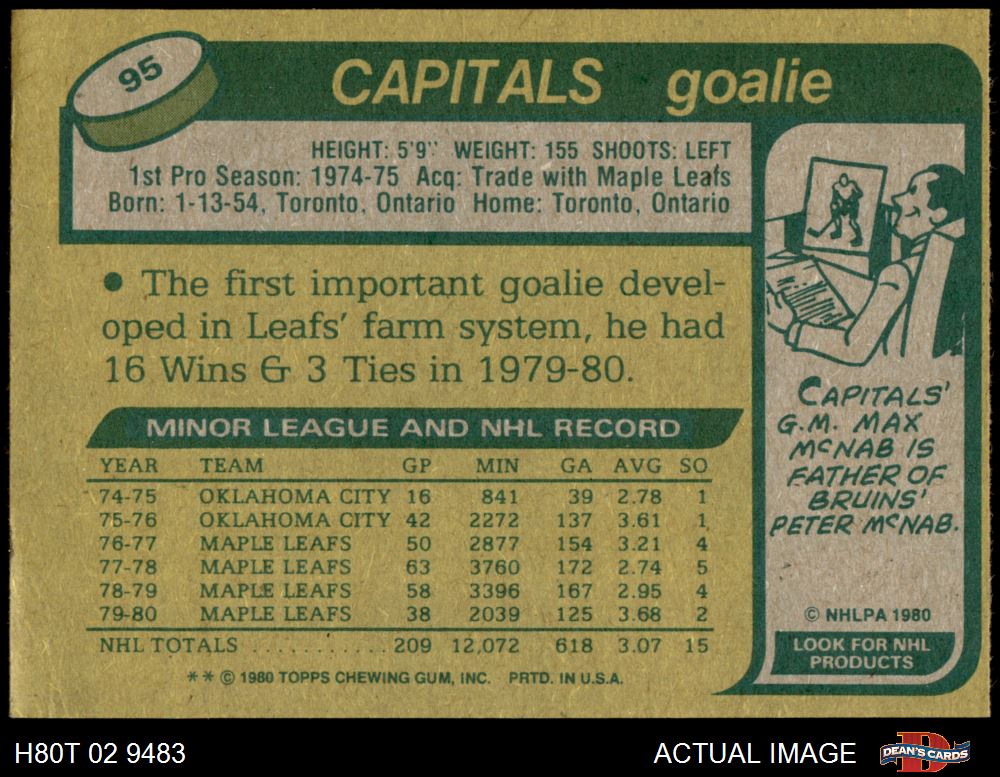 95
CAPITALS goalie
HEIGHT: 5'9" WEIGHT: 155 SHOOTS: LEFT
1st Pro Season: 1974-75 Acq: Trade with Maple Leafs
Born: 1-13-54, Toronto, Ontario Home: Toronto, Ontario
• The first important goalie devel-
oped in Leafs' farm system, he had
16 Wins & 3 Ties in 1979-80.
MINOR LEAGUE AND NHL RECORD
YEAR TEAM GP MIN GA AVG SO
74-75 OKLAHOMA CITY 16 841 39 2.78 1
75-76 OKLAHOMA CITY 42 2272 137 3.61 1
76-77 MAPLE LEAFS 50 2877 154 3.21 4
77-78 MAPLE LEAFS 63 3760 172 2.74 5
78-79 MAPLE LEAFS 58 3396 167 2.95 4
79-80 MAPLE LEAFS 38 2039 125 3.68 2
NHL TOTALS . . . . . . . . . . . 209 12,072 618 3.07 15
** © 1980 TOPPS CHEWING GUM, INC. PRTD. IN U.S.A.
CAPITALS'
G.M. MAX
McNAB IS
FATHER OF
BRUINS'
PETER McNAB.
© NHLPA 1980
LOOK FOR NHL
PRODUCTS
H80T 02 9483
ACTUAL IMAGE
DEAN'S CARDS